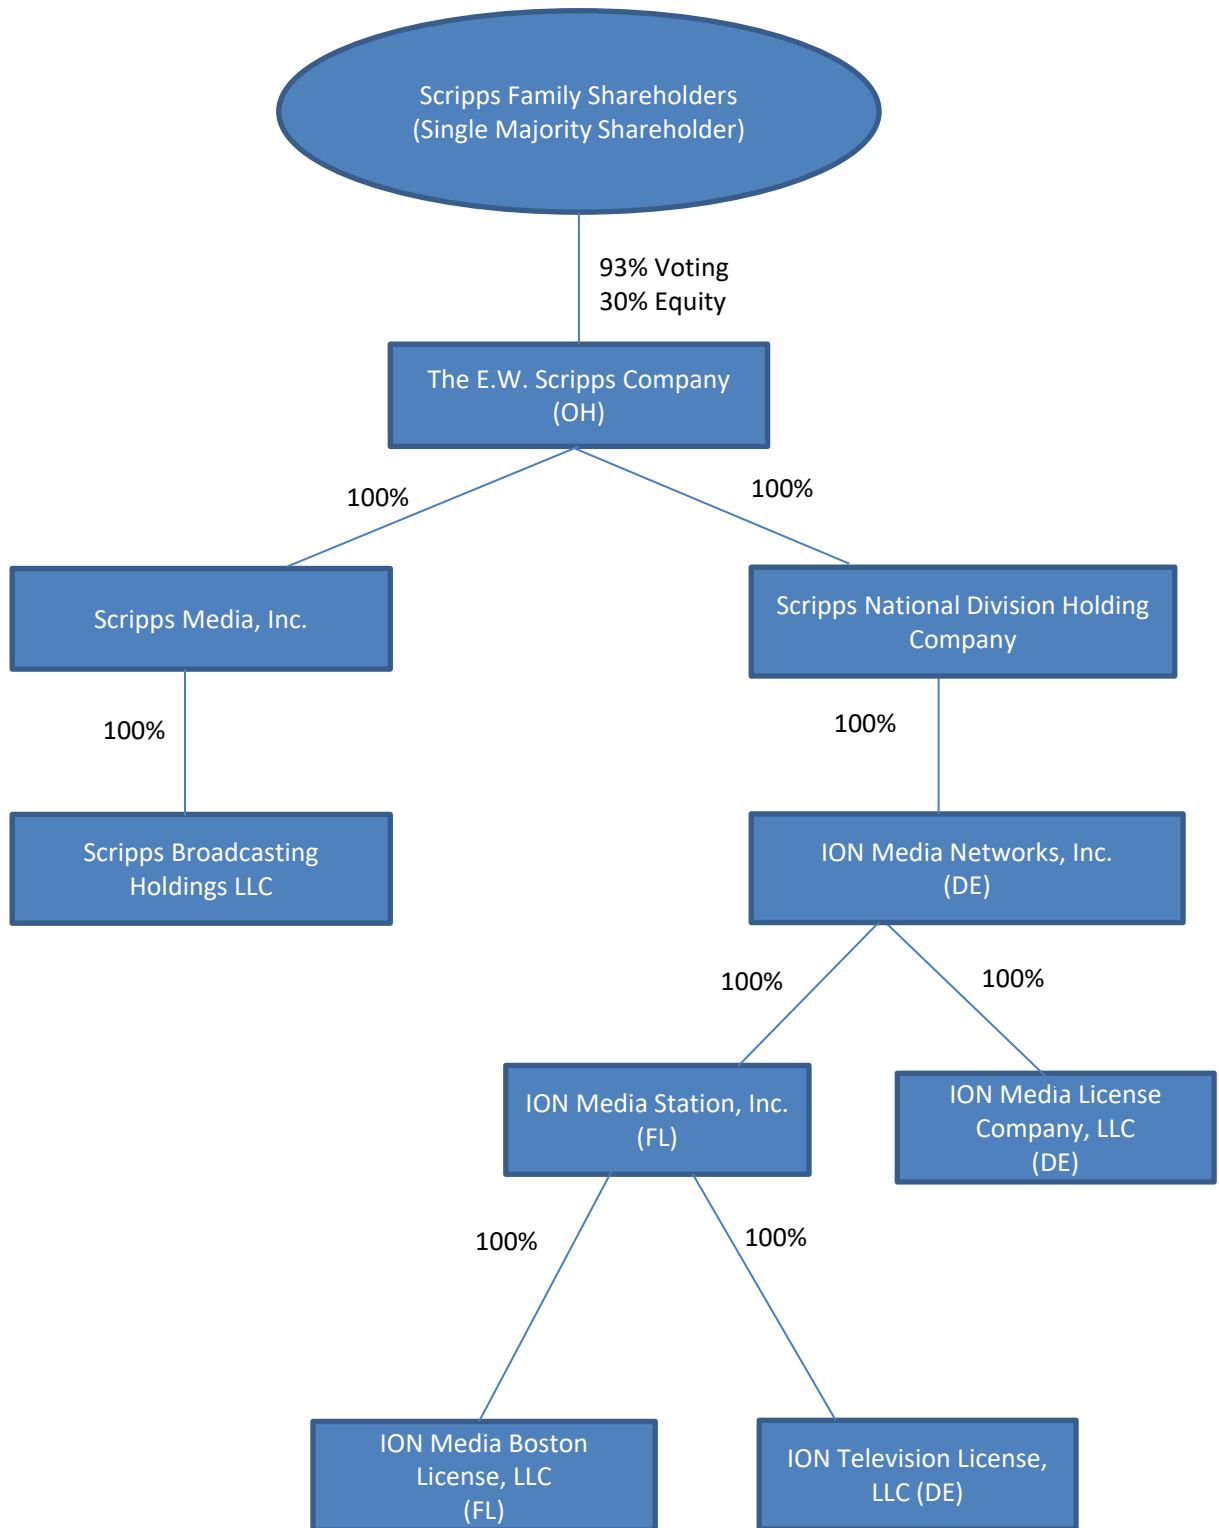 Scripps Family Shareholders
(Single Majority Shareholder)
93% Voting
30% Equity
The E.W. Scripps Company
(OH)
100%
100%
Scripps Media, Inc.
Scripps National Division Holding
Company
100%
100%
Scripps Broadcasting
Holdings LLC
ION Media Networks, Inc.
(DE)
100%
100%
ION Media Station, Inc.
(FL)
ION Media License
Company, LLC
(DE)
100%
100%
ION Media Boston
License, LLC
(FL)
ION Television License,
LLC (DE)